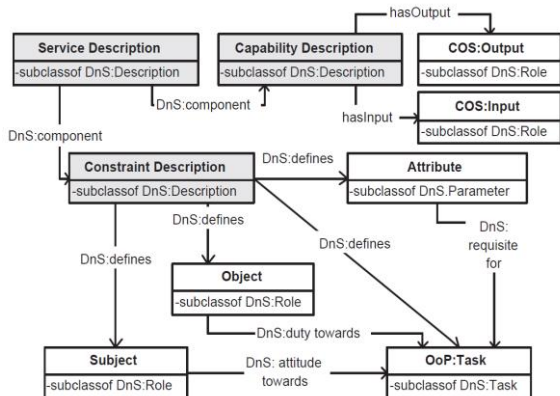 hasOutput
Service Description
-subclassof DnS:Description
Capability Description
-subclassof DnS:Description
COS:Output
-subclassof DnS:Role
DnS:component
hasInput
COS:Input
-subclassof DnS:Role
DnS:component
Constraint Description
-subclassof DnS:Description
DnS:defines
Attribute
-subclassof DnS.Parameter
DnS:defines
DnS:defines
DnS:
requisite
for
DnS:defines
Object
-subclassof DnS:Role
DnS:duty towards
Subject
-subclassof DnS:Role
DnS: attitude
towards
OoP:Task
-subclassof DnS:Task